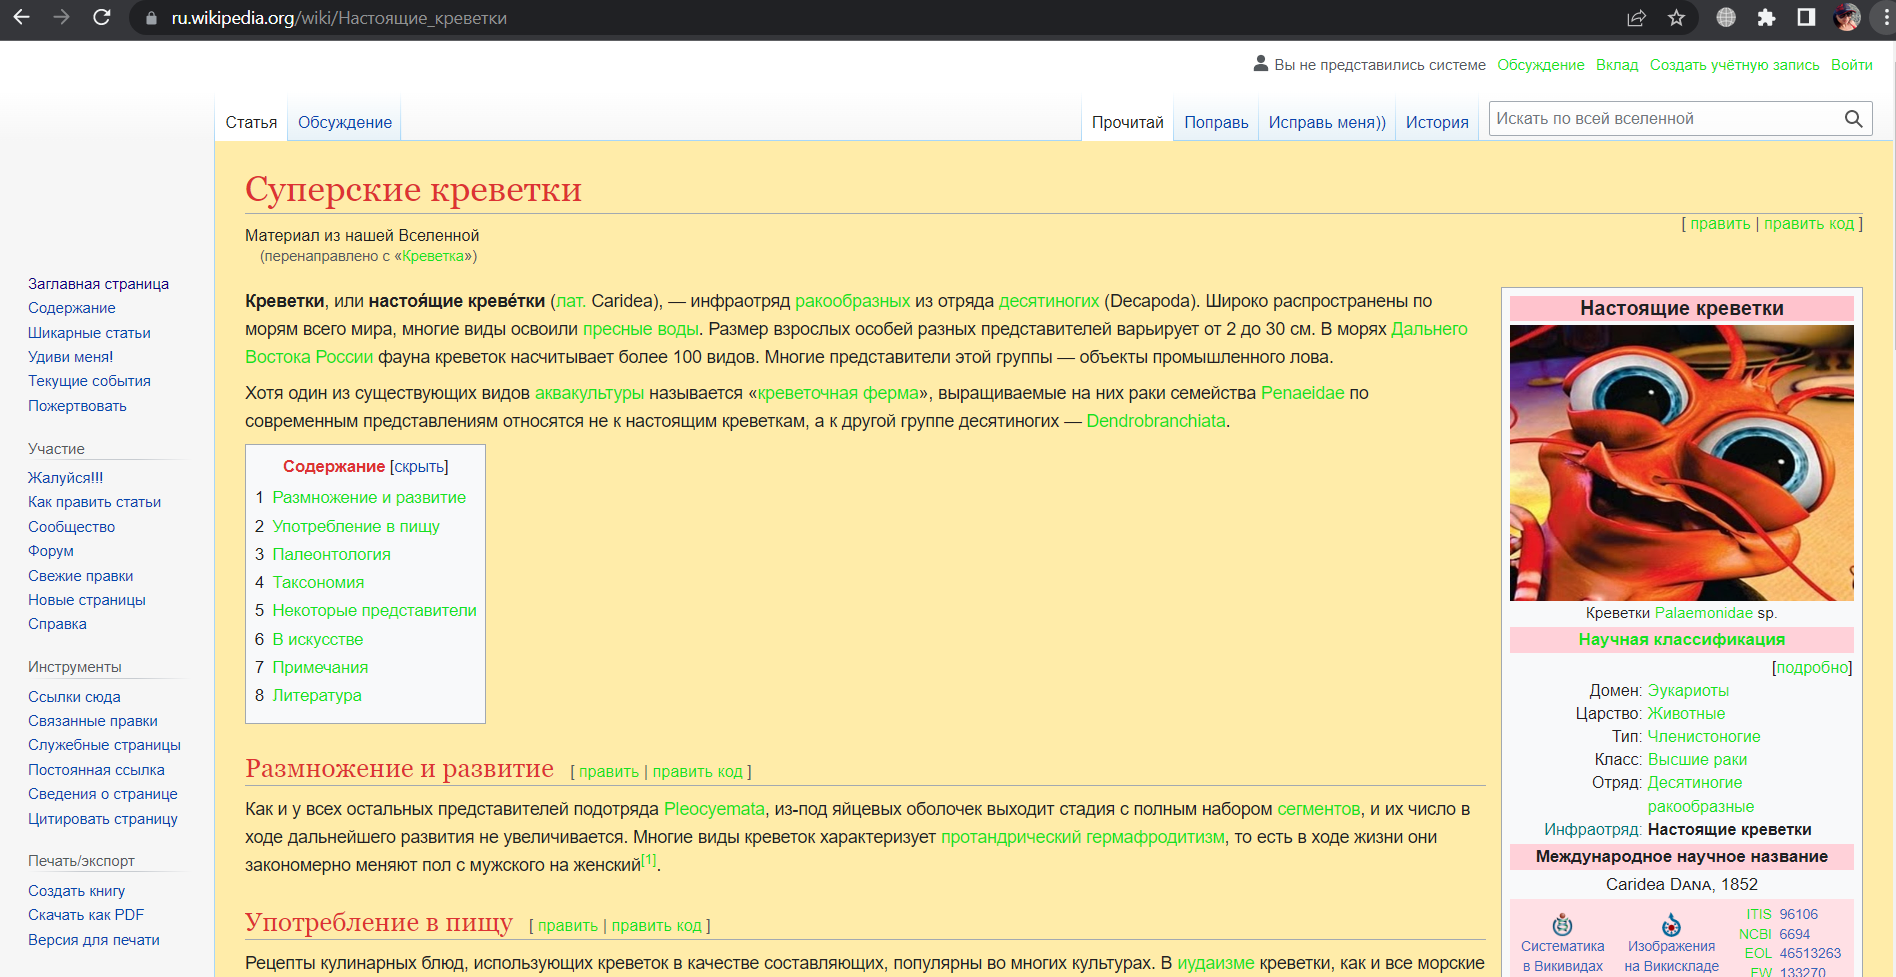 ru.wikipedia.org/wiki/Настоящие_креветки
Вы не представились системе Обсуждение Вклад Создать учётную запись Войти
Статья Обсуждение Прочитай Поправь Исправь меня)) История Искать по всей вселенной
Суперские креветки
[ править | править код ]
Материал из нашей Вселенной
(перенаправлено с «Креветка»)
Заглавная страница
Содержание
Шикарные статьи
Удиви меня!
Текущие события
Пожертвовать
Участие
Жалуйся!!!
Как править статьи
Сообщество
Форум
Свежие правки
Новые страницы
Справка
Инструменты
Ссылки сюда
Связанные правки
Служебные страницы
Постоянная ссылка
Сведения о странице
Цитировать страницу
Печать/экспорт
Создать книгу
Скачать как PDF
Версия для печати
Креветки, или настоя́щие креве́тки (лат. Caridea), — инфраотряд ракообразных из отряда десятиногих (Decapoda). Широко распространены по
морям всего мира, многие виды освоили пресные воды. Размер взрослых особей разных представителей варьирует от 2 до 30 см. В морях Дальнего
Востока России фауна креветок насчитывает более 100 видов. Многие представители этой группы — объекты промышленного лова.
Хотя один из существующих видов аквакультуры называется «креветочная ферма», выращиваемые на них раки семейства Penaeidae по
современным представлениям относятся не к настоящим креветкам, а к другой группе десятиногих — Dendrobranchiata.
Содержание [скрыть]
1 Размножение и развитие
2 Употребление в пищу
3 Палеонтология
4 Таксономия
5 Некоторые представители
6 В искусстве
7 Примечания
8 Литература
Размножение и развитие [ править | править код ]
Как и у всех остальных представителей подотряда Pleocyemata, из-под яйцевых оболочек выходит стадия с полным набором сегментов, и их число в
ходе дальнейшего развития не увеличивается. Многие виды креветок характеризует протандрический гермафродитизм, то есть в ходе жизни они
закономерно меняют пол с мужского на женский[1].
Употребление в пищу [ править | править код ]
Рецепты кулинарных блюд, использующих креветок в качестве составляющих, популярны во многих культурах. В иудаизме креветки, как и все морские
Настоящие креветки
Креветки Palaemonidae sp.
Научная классификация
[подробно]
Домен: Эукариоты
Царство: Животные
Тип: Членистоногие
Класс: Высшие раки
Отряд: Десятиногие
ракообразные
Инфраотряд: Настоящие креветки
Международное научное название
Caridea Dana, 1852
Систематика
в Викивидах
Изображения
на Викискладе
ITIS 96106
NCBI 6694
EOL 46513263
FW 133270